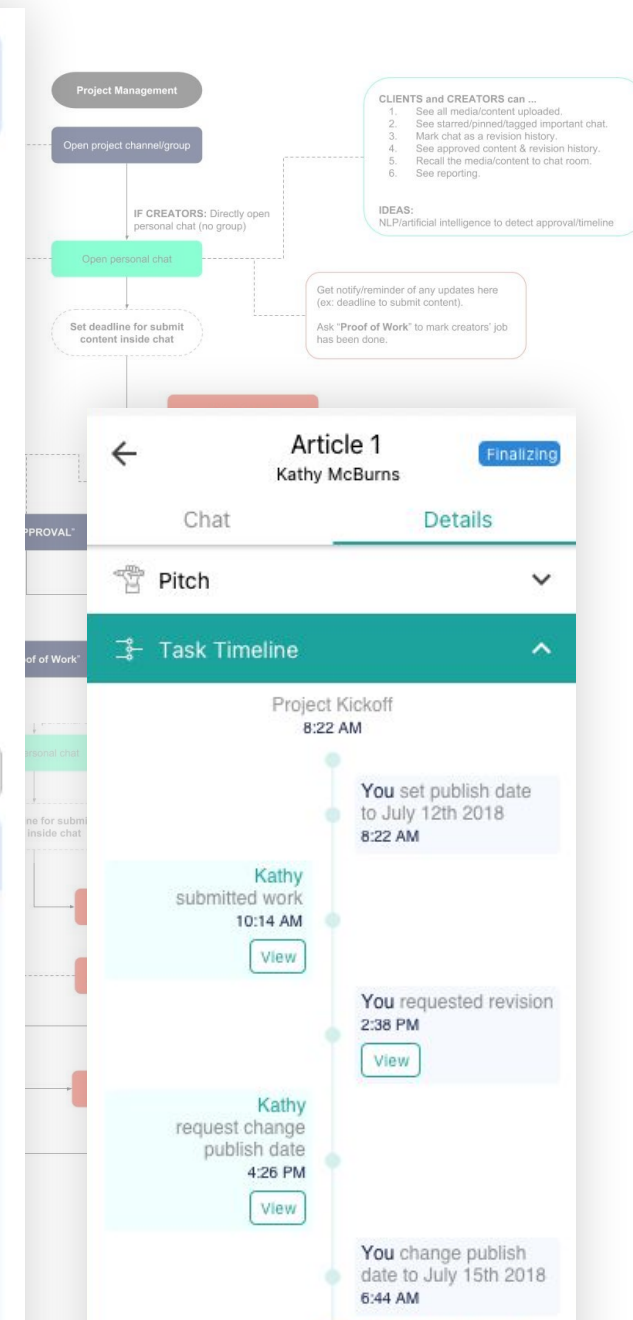 Project Management
Open project channel/group
IF CREATORS: Directly open
personal chat (no group)
Open personal chat
Set deadline for submit
content inside chat
CLIENTS and CREATORS can ...
1. See all media/content uploaded.
2. See starred/pinned/tagged important chat.
3. Mark chat as a revision history.
4. See approved content & revision history.
5. Recall the media/content to chat room.
6. See reporting.
IDEAS:
NLP/artificial intelligence to detect approval/timeline
Get notify/reminder of any updates here
(ex: deadline to submit content).
Ask "Proof of Work" to mark creators' job
has been done.
Article 1
Kathy McBurns
Finalizing
Chat
Details
Pitch
Task Timeline
Project Kickoff
8:22 AM
You set publish date
to July 12th 2018
8:22 AM
Kathy
submitted work
10:14 AM
View
You requested revision
2:38 PM
View
Kathy
request change
publish date
4:26 PM
View
You change publish
date to July 15th 2018
6:44 AM
of Work"
chat
inside chat